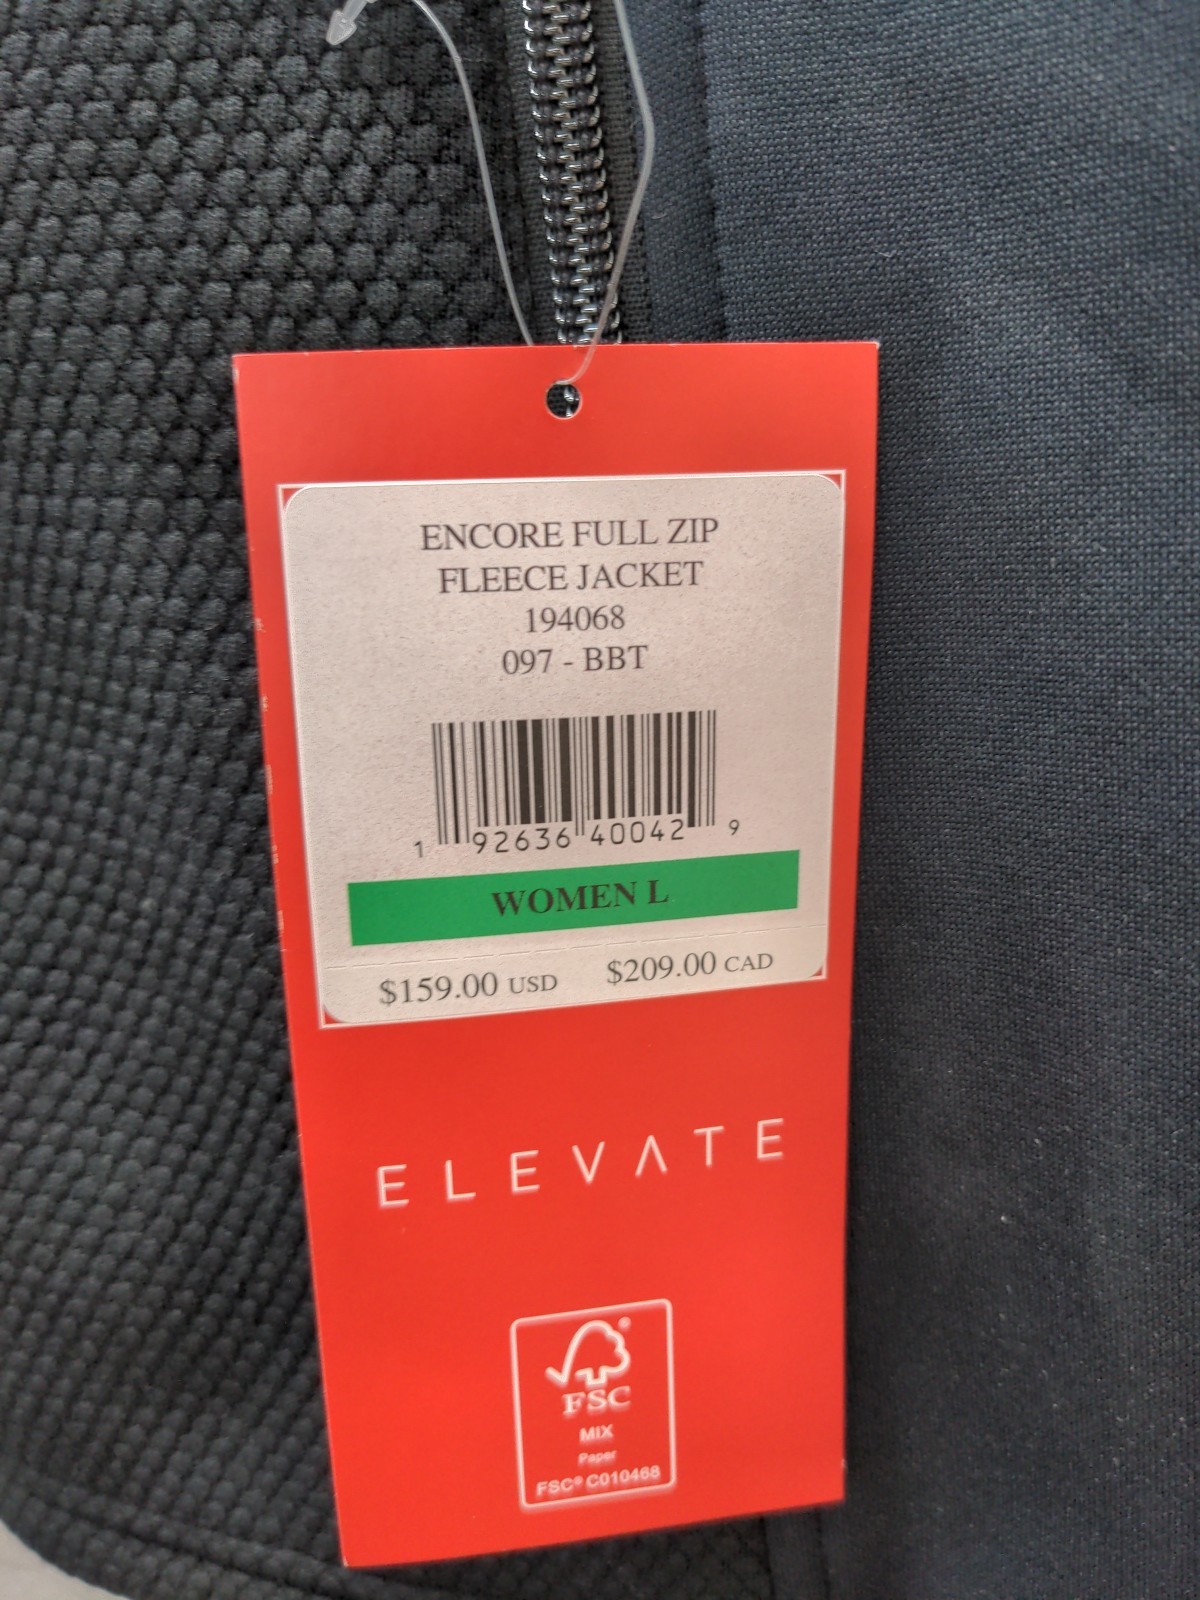 ENCORE FULL ZIP
FLEECE JACKET
194068
097 - BBT
1 92636 40042 9
WOMEN L
$159.00 USD $209.00 CAD
ELEVATE
®
FSC
MIX
Paper
FSC® C010468